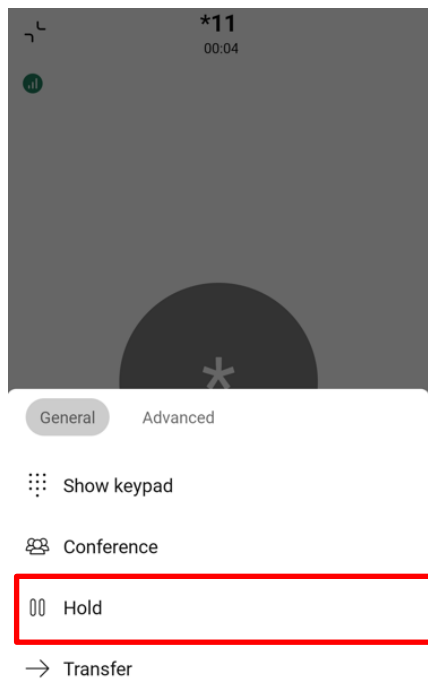 *11
00:04
*
General Advanced
Show keypad
Conference
Hold
Transfer